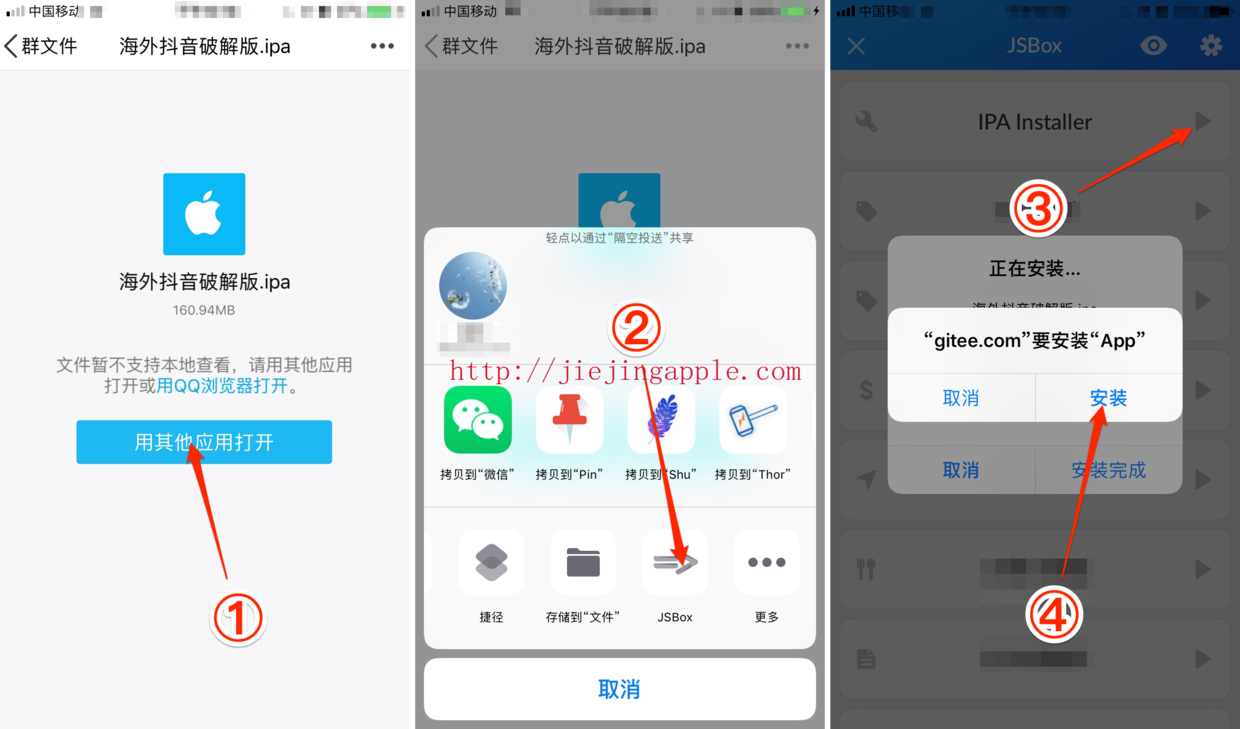 中国移动
群文件
海外抖音破解版.ipa
海外抖音破解版.ipa
160.94MB
文件暂不支持本地查看，请用其他应用
打开或用QQ浏览器打开。
用其他应用打开
①
中国移动
群文件
海外抖音破解版.ipa
轻点以通过“隔空投送”共享
②
http://jiejingapple.com
拷贝到“微信”
拷贝到“Pin”
拷贝到“Shu”
拷贝到“Thor”
捷径
存储到“文件”
JSBox
更多
取消
中国移
JSBox
IPA Installer
③
正在安装...
海外抖音破解版.ipa
“gitee.com”要安装“App”
取消
安装
取消
安装完成
④